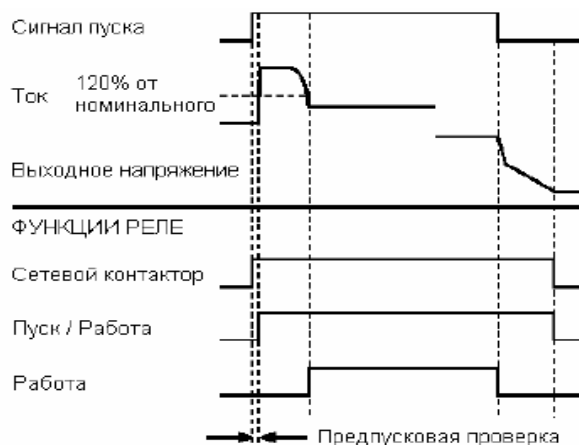 Сигнал пуска
Ток
120% от
номинального
Выходное напряжение
ФУНКЦИИ РЕЛЕ
Сетевой контактор
Пуск / Работа
Работа
Предпусковая проверка